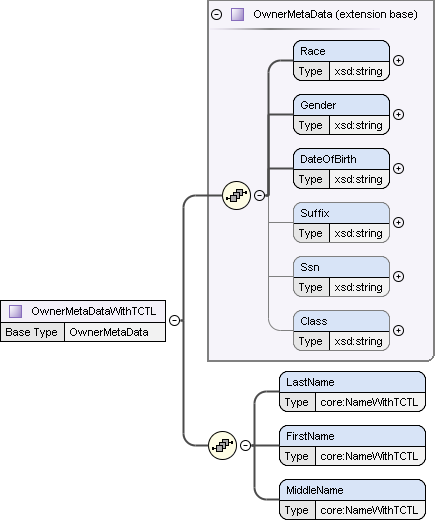 OwnerMetaData (extension base)
Race
Type xsd:string
Gender
Type xsd:string
DateOfBirth
Type xsd:string
Suffix
Type xsd:string
Ssn
Type xsd:string
Class
Type xsd:string
OwnerMetaDataWithTCTL
Base Type OwnerMetaData
LastName
Type core:NameWithTCTL
FirstName
Type core:NameWithTCTL
MiddleName
Type core:NameWithTCTL